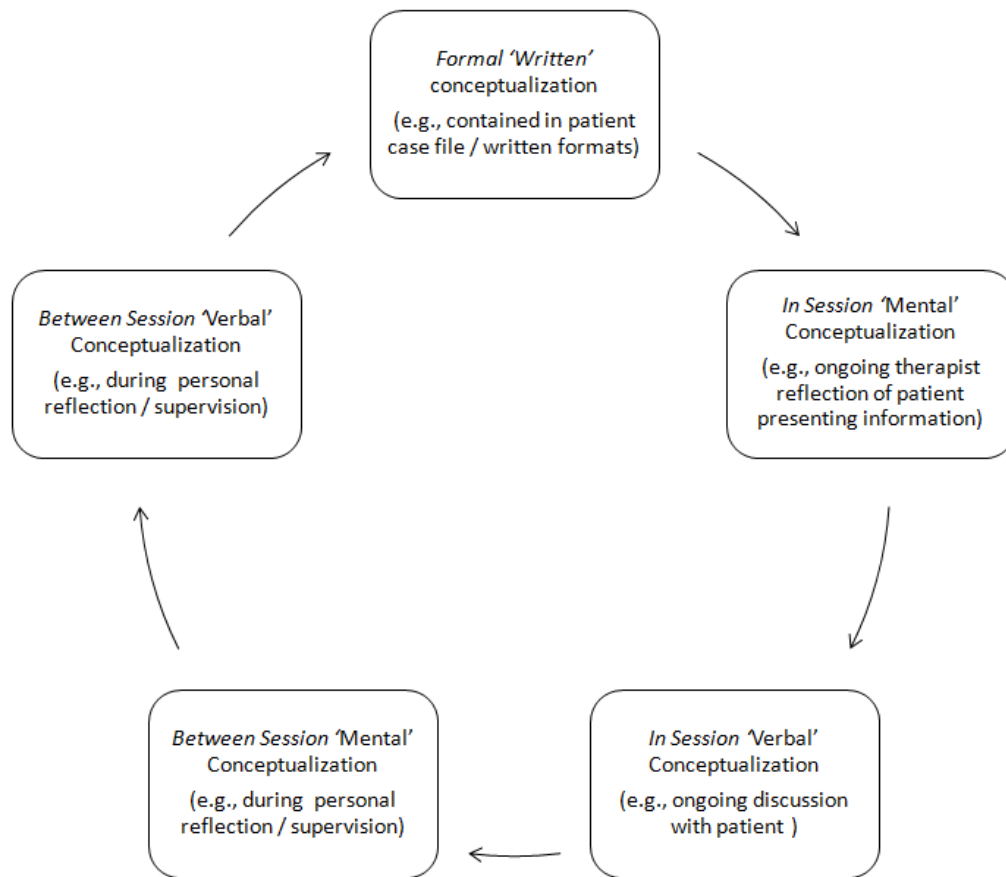 Formal ‘Written’
conceptualization
(e.g., contained in patient
case file / written formats)
In Session ‘Mental’
Conceptualization
(e.g., ongoing therapist
reflection of patient
presenting information)
In Session ‘Verbal’
Conceptualization
(e.g., ongoing discussion
with patient )
Between Session ‘Mental’
Conceptualization
(e.g., during  personal
reflection / supervision)
Between Session ‘Verbal’
Conceptualization
(e.g., during  personal
reflection / supervision)